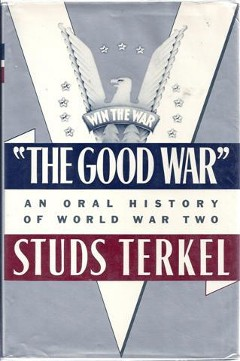 WIN THE WAR
"THE GOOD WAR"
AN ORAL HISTORY
OF WORLD WAR TWO
STUDS TERKEL